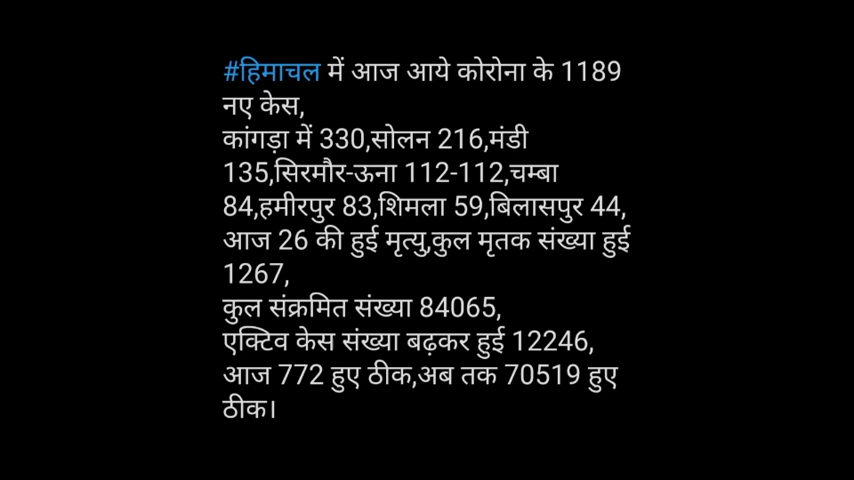 #हिमाचल में आज आये कोरोना के 1189
नए केस,
कांगड़ा में 330,सोलन 216,मंडी
135,सिरमौर-ऊना 112-112,चम्बा
84,हमीरपुर 83,शिमला 59,बिलासपुर 44,
आज 26 की हुई मृत्यु,कुल मृतक संख्या हुई
1267,
कुल संक्रमित संख्या 84065,
एक्टिव केस संख्या बढ़कर हुई 12246,
आज 772 हुए ठीक,अब तक 70519 हुए
ठीक।